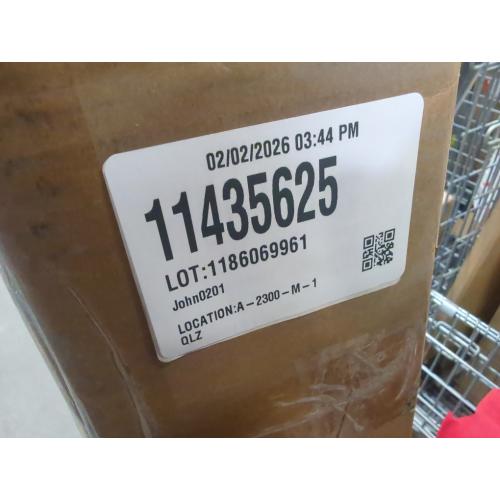 02/02/2026 03:44 PM
11435625
LOT:1186069961
John0201
LOCATION:A-2300-M-1
QLZ